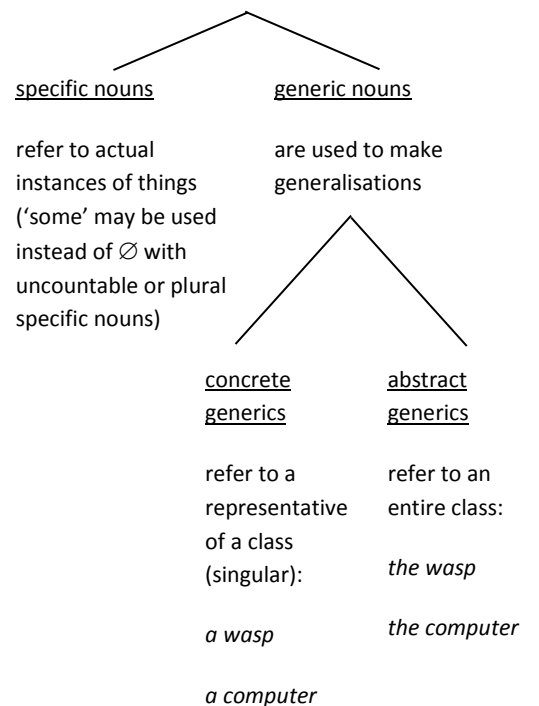 specific nouns
refer to actual
instances of things
(‘some’ may be used
instead of ∅ with
uncountable or plural
specific nouns)
generic nouns
are used to make
generalisations
concrete
generics
refer to a
representative
of a class
(singular):
a wasp
a computer
abstract
generics
refer to an
entire class:
the wasp
the computer